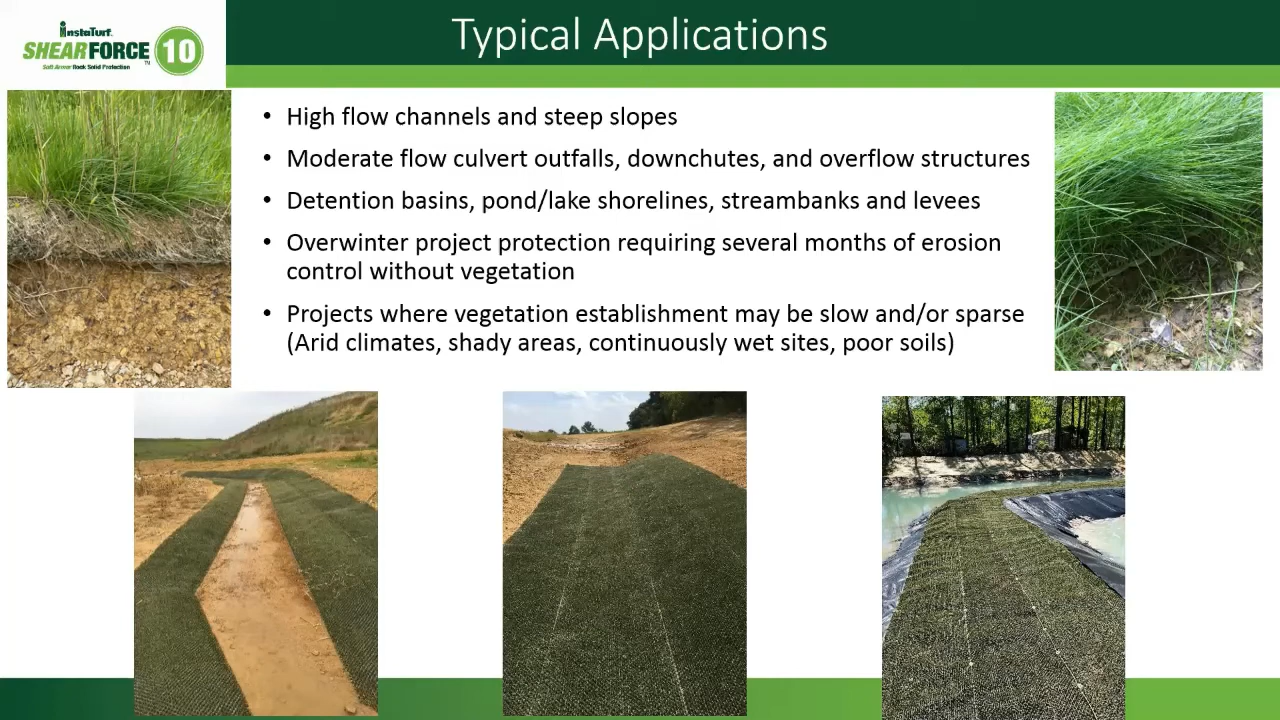 InstaTurf.
SHEARFORCE 10
TM
Soft Armor Rock Solid Protection
Typical Applications
• High flow channels and steep slopes
• Moderate flow culvert outfalls, downchutes, and overflow structures
• Detention basins, pond/lake shorelines, streambanks and levees
• Overwinter project protection requiring several months of erosion
control without vegetation
• Projects where vegetation establishment may be slow and/or sparse
(Arid climates, shady areas, continuously wet sites, poor soils)